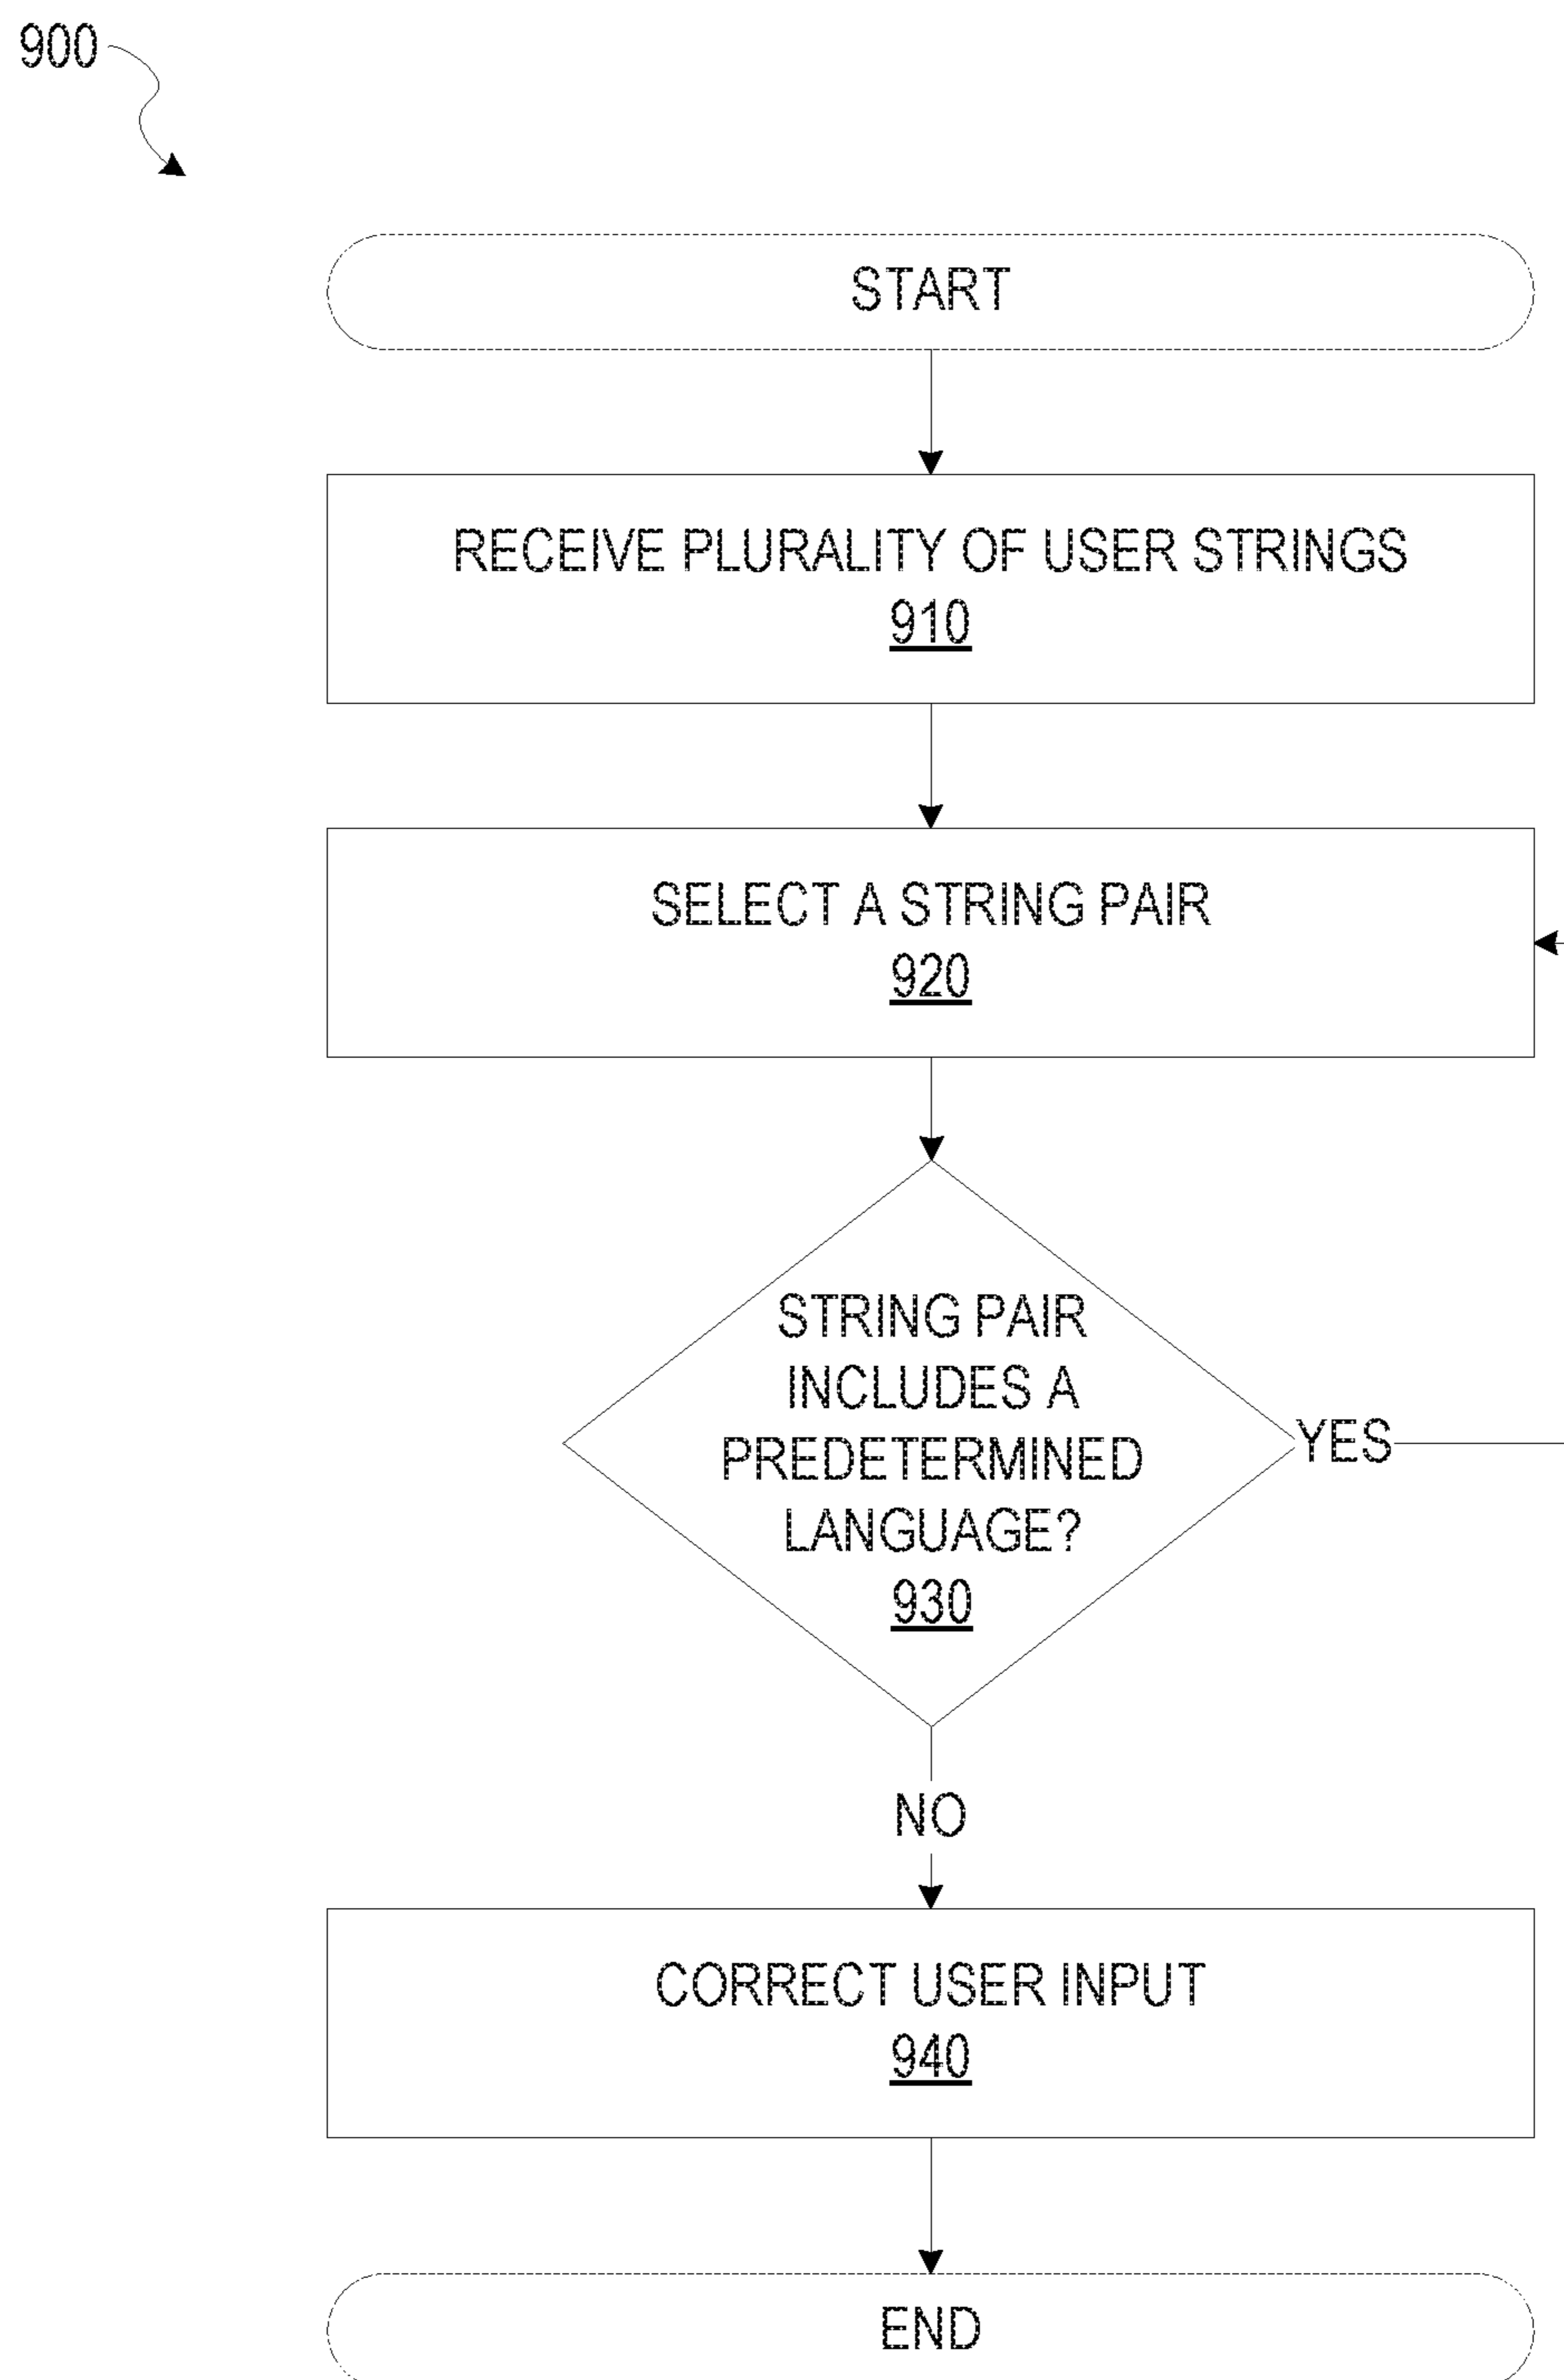 900
START
RECEIVE PLURALITY OF USER STRINGS
910
SELECT A STRING PAIR
920
STRING PAIR
INCLUDES A
PREDETERMINED
LANGUAGE?
930
YES
NO
CORRECT USER INPUT
940
END